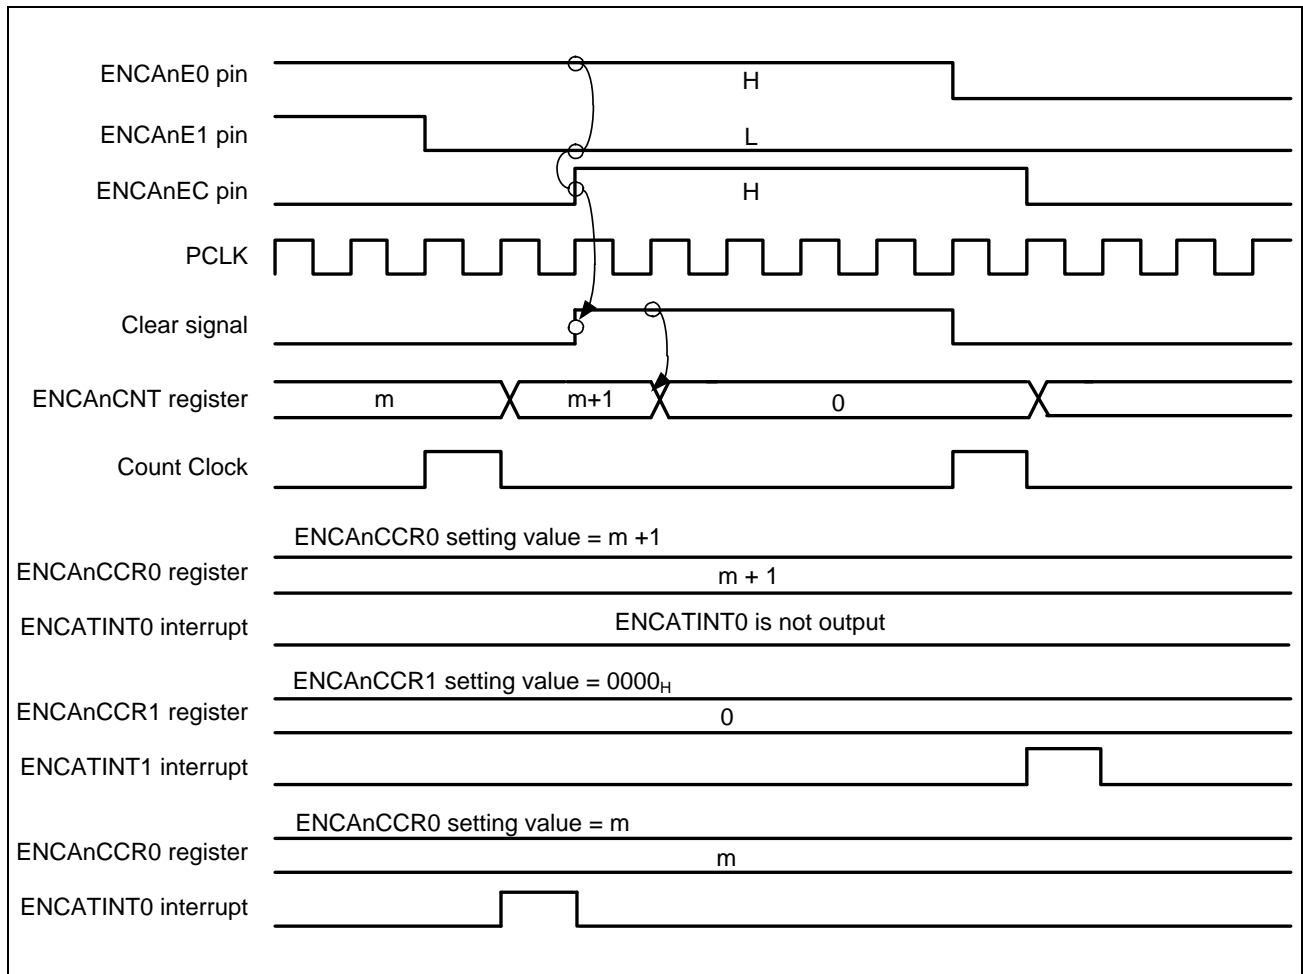 ENCAnE0 pin
H
ENCAnE1 pin
L
ENCAnEC pin
H
PCLK
Clear signal
ENCAnCNT register
m
m+1
0
Count Clock
ENCAnCCR0 setting value = m +1
ENCAnCCR0 register
m + 1
ENCATINT0 interrupt
ENCATINT0 is not output
ENCAnCCR1 setting value = 0000H
ENCAnCCR1 register
0
ENCATINT1 interrupt
ENCAnCCR0 setting value = m
ENCAnCCR0 register
m
ENCATINT0 interrupt